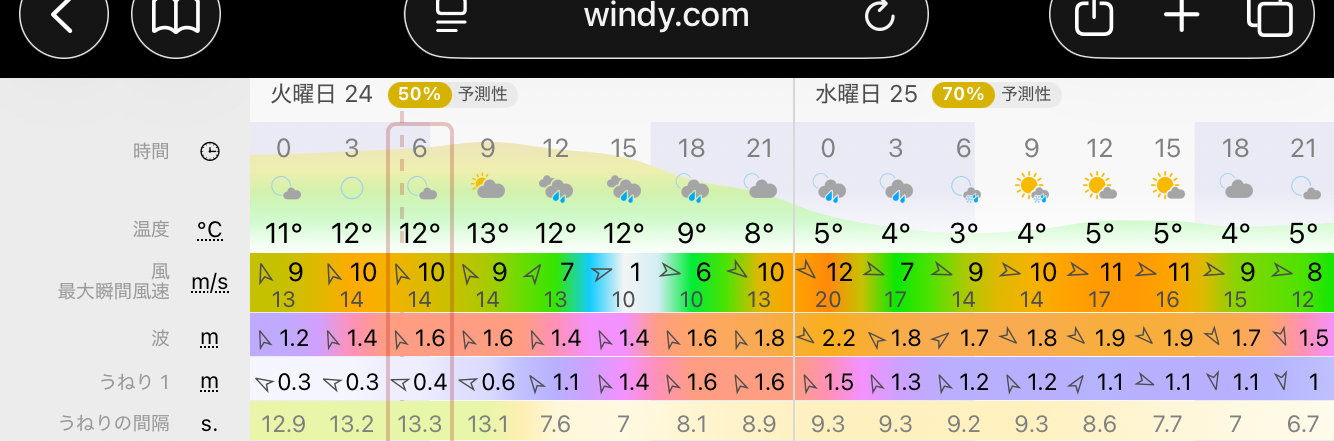 windy.com
火曜日 24 50% 予測性 水曜日 25 70% 予測性
時間 0 3 6 9 12 15 18 21 0 3 6 9 12 15 18 21
温度 °C 11° 12° 12° 13° 12° 12° 9° 8° 5° 4° 3° 4° 5° 5° 4° 5°
風 m/s 9 10 10 9 7 1 6 10 12 7 9 10 11 11 9 8
最大瞬間風速 13 14 14 14 13 10 10 13 20 17 14 14 17 16 15 12
波 m 1.2 1.4 1.6 1.6 1.4 1.4 1.6 1.8 2.2 1.8 1.7 1.8 1.9 1.9 1.7 1.5
うねり 1 m 0.3 0.3 0.4 0.6 1.1 1.4 1.6 1.6 1.5 1.3 1.2 1.2 1.1 1.1 1.1 1
うねりの間隔 s. 12.9 13.2 13.3 13.1 7.6 7 8.1 8.9 9.3 9.3 9.2 9.3 8.6 7.7 7 6.7